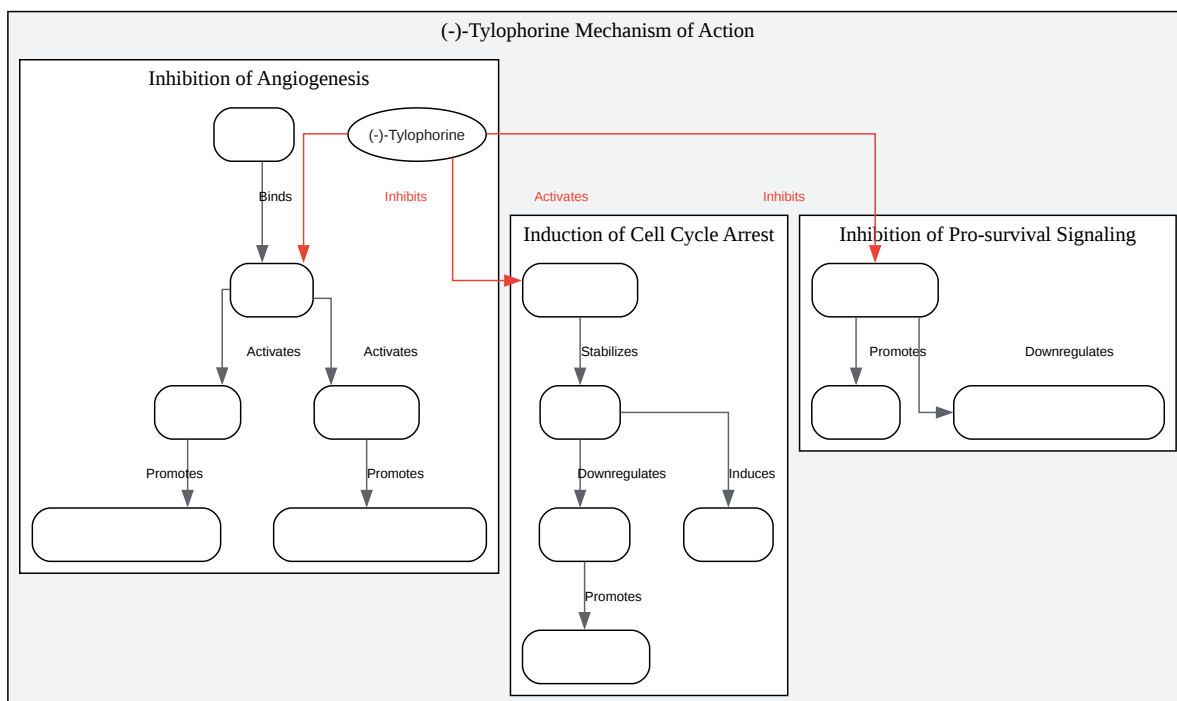 (-)-Tylophorine Mechanism of Action
Inhibition of Angiogenesis
(-)-Tylophorine
Binds
Inhibits
Activates
Inhibits
Induction of Cell Cycle Arrest
Inhibition of Pro-survival Signaling
Activates
Activates
Stabilizes
Promotes
Downregulates
Promotes
Promotes
Downregulates
Induces
Promotes